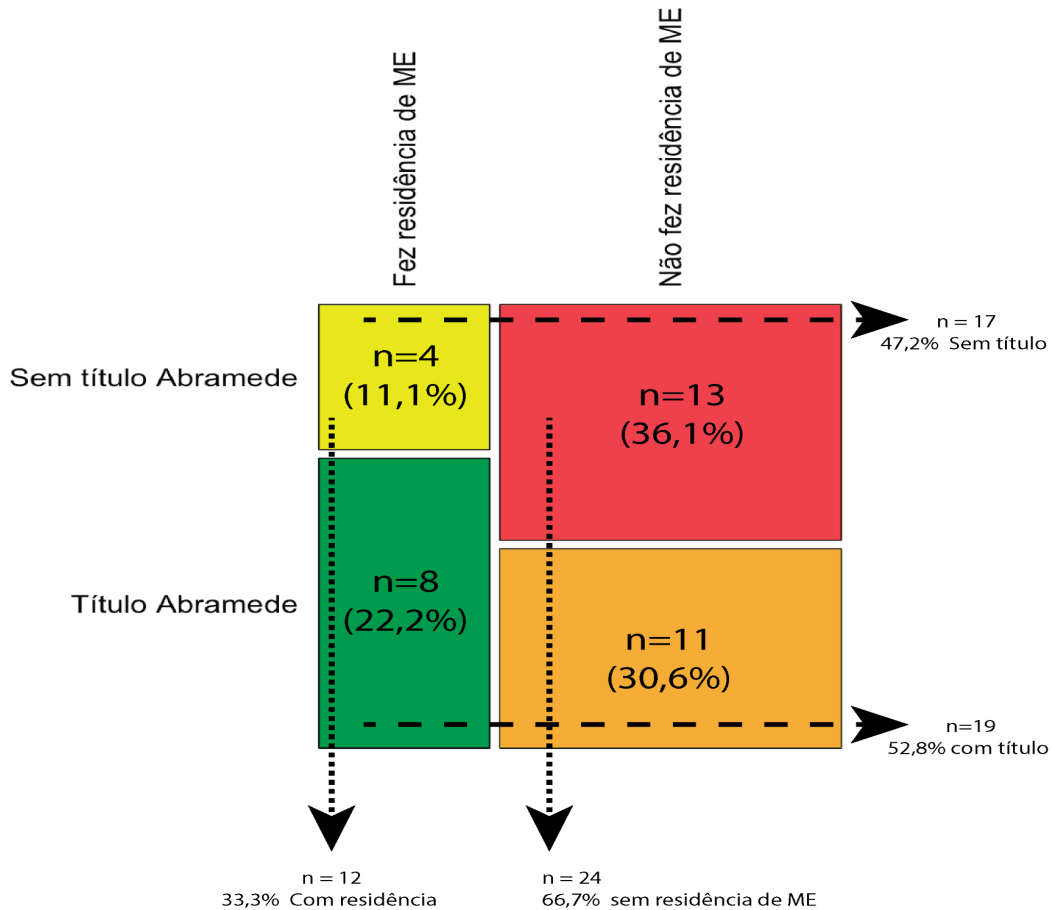 Fez residência de ME
Não fez residência de ME
Sem título Abramede
n=4
(11,1%)
n=13
(36,1%)
n = 17
47,2% Sem título
Título Abramede
n=8
(22,2%)
n=11
(30,6%)
n=19
52,8% com título
n = 12
33,3% Com residência
n = 24
66,7% sem residência de ME